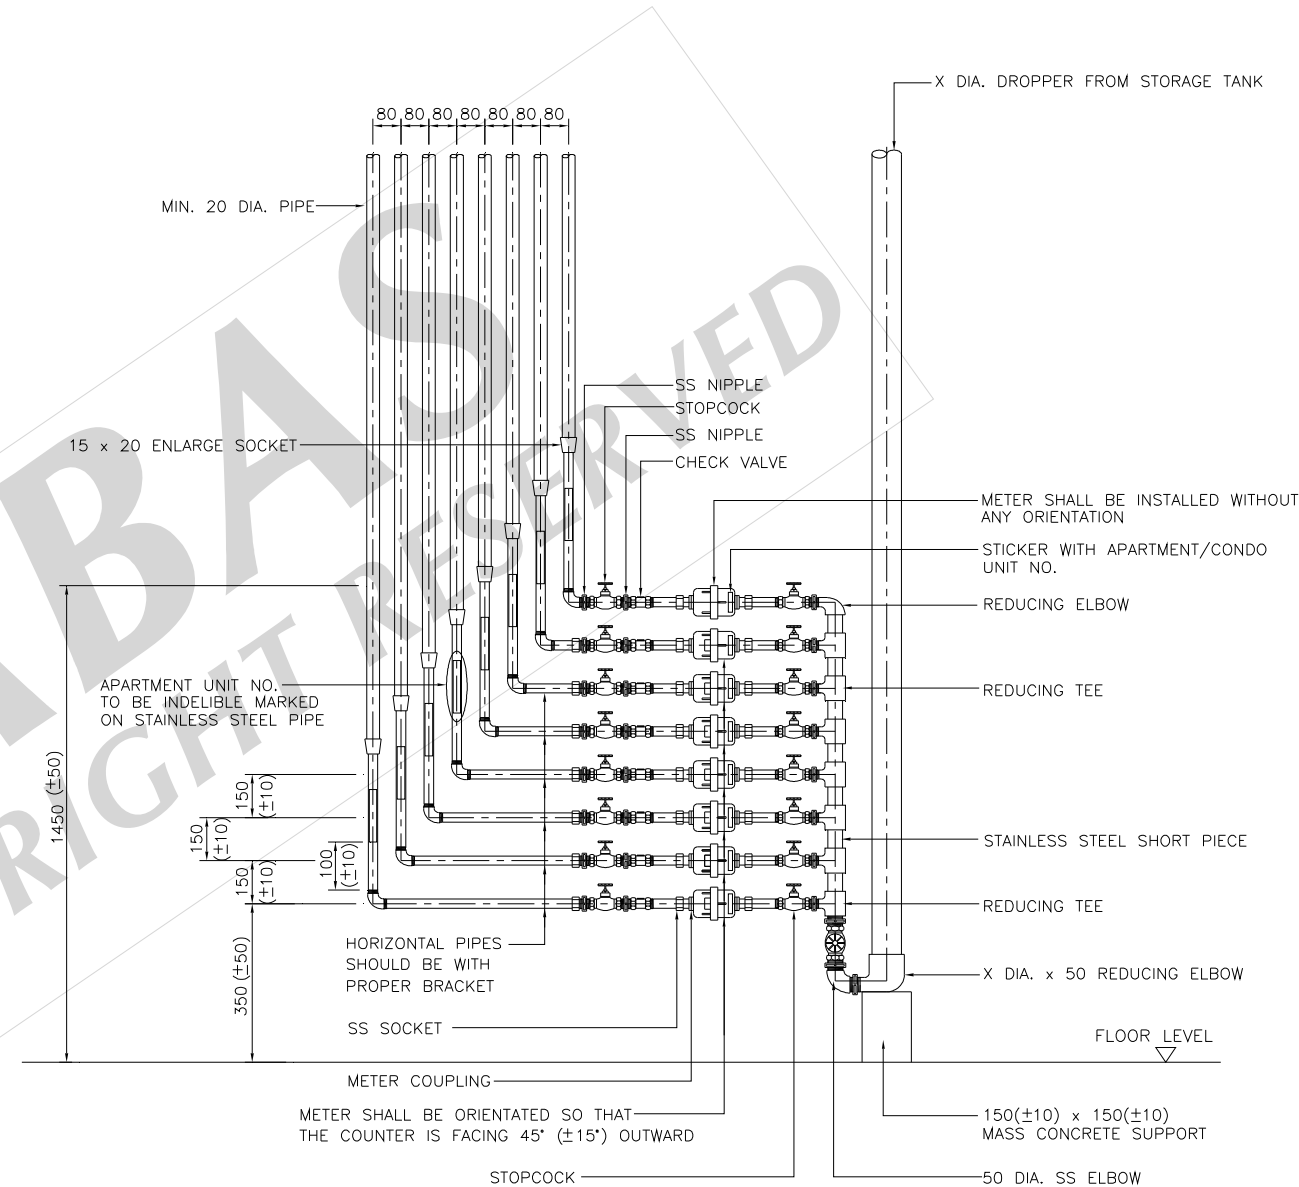 X DIA. DROPPER FROM STORAGE TANK
80 80 80 80 80 80 80
MIN. 20 DIA. PIPE
SS NIPPLE
STOPCOCK
15 x 20 ENLARGE SOCKET
SS NIPPLE
CHECK VALVE
METER SHALL BE INSTALLED WITHOUT
ANY ORIENTATION
STICKER WITH APARTMENT/CONDO
UNIT NO.
REDUCING ELBOW
APARTMENT UNIT NO.
TO BE INDELIBLE MARKED
ON STAINLESS STEEL PIPE
REDUCING TEE
1450 (±50)
150
(±10)
150
(±10)
150
(±10)
100
(±10)
350 (±50)
STAINLESS STEEL SHORT PIECE
REDUCING TEE
HORIZONTAL PIPES
SHOULD BE WITH
PROPER BRACKET
X DIA. x 50 REDUCING ELBOW
SS SOCKET
FLOOR LEVEL
METER COUPLING
METER SHALL BE ORIENTATED SO THAT
THE COUNTER IS FACING 45° (±15°) OUTWARD
150(±10) x 150(±10)
MASS CONCRETE SUPPORT
STOPCOCK
50 DIA. SS ELBOW
ABAS
RIGHT RESERVED